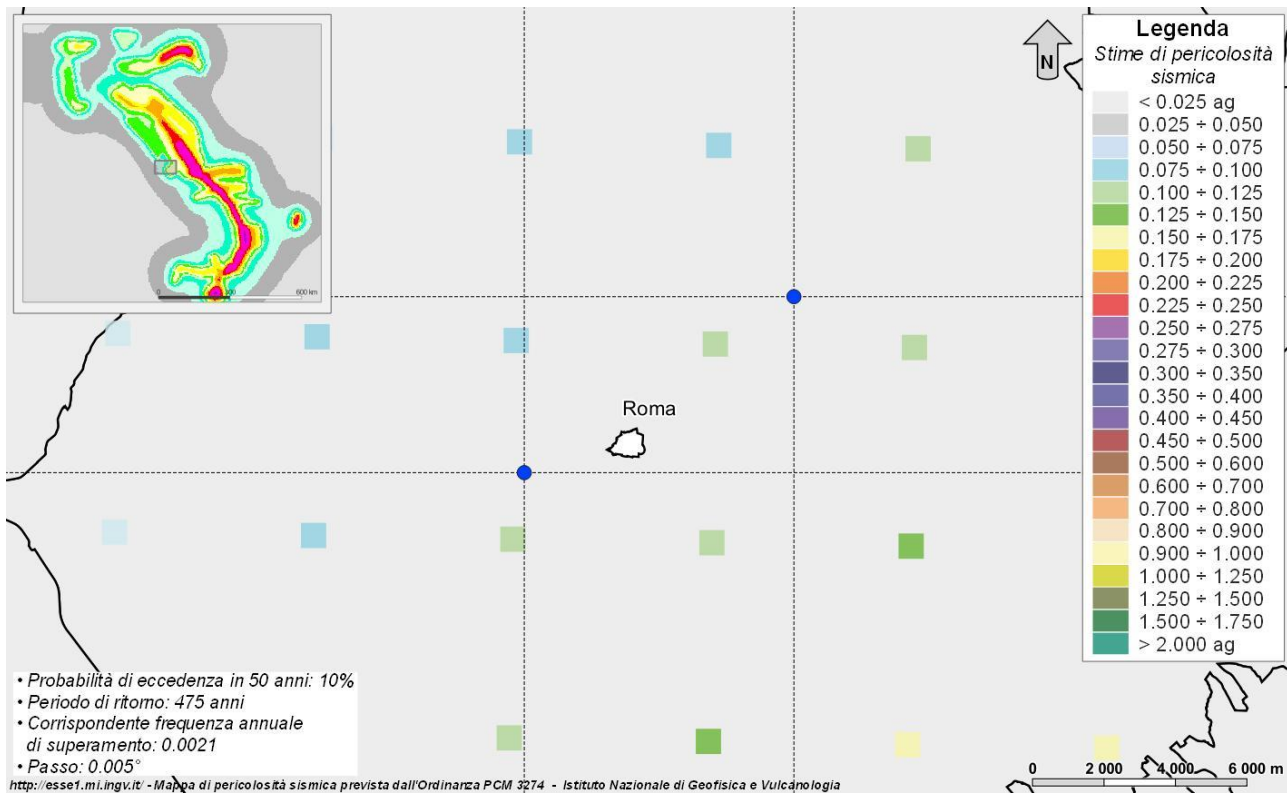 N
Legenda
Stime di pericolosità
sismica
< 0.025 ag
0.025 ÷ 0.050
0.050 ÷ 0.075
0.075 ÷ 0.100
0.100 ÷ 0.125
0.125 ÷ 0.150
0.150 ÷ 0.175
0.175 ÷ 0.200
0.200 ÷ 0.225
0.225 ÷ 0.250
0.250 ÷ 0.275
0.275 ÷ 0.300
0.300 ÷ 0.350
0.350 ÷ 0.400
0.400 ÷ 0.450
0.450 ÷ 0.500
0.500 ÷ 0.600
0.600 ÷ 0.700
0.700 ÷ 0.800
0.800 ÷ 0.900
0.900 ÷ 1.000
1.000 ÷ 1.250
1.250 ÷ 1.500
1.500 ÷ 1.750
> 2.000 ag
0 600 km
Roma
• Probabilità di eccedenza in 50 anni: 10%
• Periodo di ritorno: 475 anni
• Corrispondente frequenza annuale
di superamento: 0.0021
• Passo: 0.005°
0 2 000 4 000 6 000 m
http://esse1.mi.ingv.it/ - Mappa di pericolosità sismica prevista dall'Ordinanza PCM 3274 - Istituto Nazionale di Geofisica e Vulcanologia